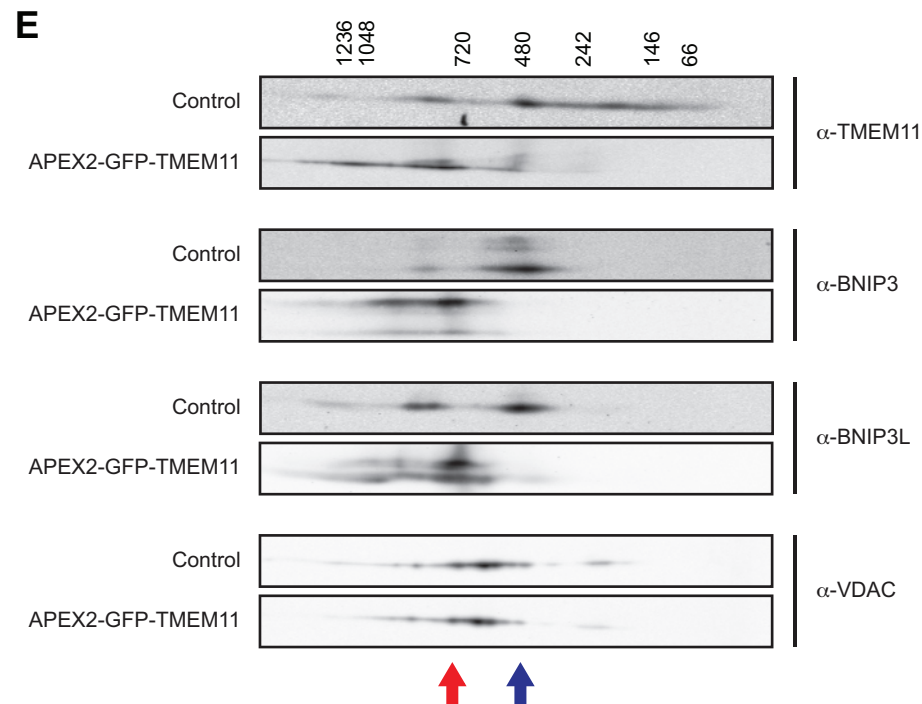 E
1236
1048
720
480
242
146
66
Control
α-TMEM11
APEX2-GFP-TMEM11
Control
α-BNIP3
APEX2-GFP-TMEM11
Control
α-BNIP3L
APEX2-GFP-TMEM11
Control
α-VDAC
APEX2-GFP-TMEM11